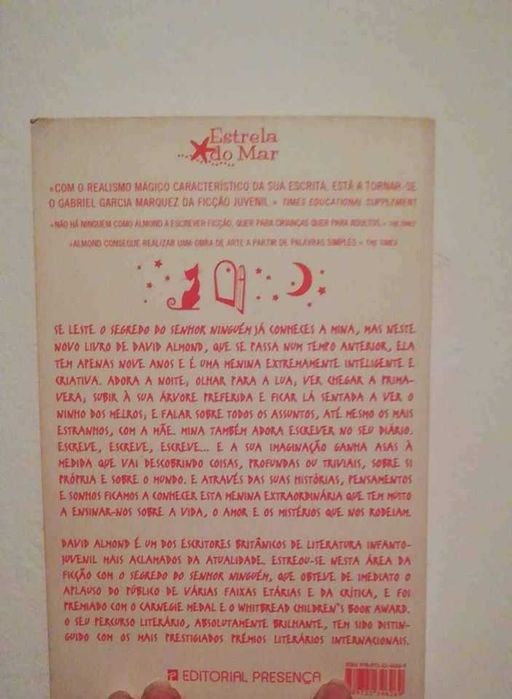 Estrela
do Mar
«COM O REALISMO MÁGICO CARACTERÍSTICO DA SUA ESCRITA, ESTÁ A TORNAR-SE
O GABRIEL GARCIA MARQUEZ DA FICÇÃO JUVENIL.» TIMES EDUCATIONAL SUPPLEMENT
«NÃO HÁ NINGUÉM COMO ALMOND A ESCREVER FICÇÃO, QUER PARA CRIANÇAS QUER PARA ADULTOS.» THE TIMES
«ALMOND CONSEGUE REALIZAR UMA OBRA DE ARTE A PARTIR DE PALAVRAS SIMPLES.» THE TIMES
SE LESTE O SEGREDO DO SENHOR NINGUÉM JÁ CONHECES A MINA, MAS NESTE
NOVO LIVRO DE DAVID ALMOND, QUE SE PASSA NUM TEMPO ANTERIOR, ELA
TEM APENAS NOVE ANOS E É UMA MENINA EXTREMAMENTE INTELIGENTE E
CRIATIVA. ADORA A NOITE, OLHAR PARA A LUA, VER CHEGAR A PRIMA-
VERA, SUBIR À SUA ÁRVORE PREFERIDA E FICAR LÁ SENTADA A VER O
NINHO DOS MELROS, E FALAR SOBRE TODOS OS ASSUNTOS, ATÉ MESMO OS MAIS
ESTRANHOS, COM A MÃE. MINA TAMBÉM ADORA ESCREVER NO SEU DIÁRIO.
ESCREVE, ESCREVE, ESCREVE... E A SUA IMAGINAÇÃO GANHA ASAS À
MEDIDA QUE VAI DESCOBRINDO COISAS, PROFUNDAS OU TRIVIAIS, SOBRE SI
PRÓPRIA E SOBRE O MUNDO. E ATRAVÉS DAS SUAS HISTÓRIAS, PENSAMENTOS
E SONHOS FICAMOS A CONHECER ESTA MENINA EXTRAORDINÁRIA QUE TEM MUITO
A ENSINAR-NOS SOBRE A VIDA, O AMOR E OS MISTÉRIOS QUE NOS RODEIAM.
DAVID ALMOND É UM DOS ESCRITORES BRITÂNICOS DE LITERATURA INFANTO-
JUVENIL MAIS ACLAMADOS DA ATUALIDADE. ESTREOU-SE NESTA ÁREA DA
FICÇÃO COM O SEGREDO DO SENHOR NINGUÉM, QUE OBTEVE DE IMEDIATO O
APLAUSO DO PÚBLICO DE VÁRIAS FAIXAS ETÁRIAS E DA CRÍTICA, E FOI
PREMIADO COM O CARNEGIE MEDAL E O WHITBREAD CHILDREN'S BOOK AWARD.
O SEU PERCURSO LITERÁRIO, ABSOLUTAMENTE BRILHANTE, TEM SIDO DISTIN-
GUIDO COM OS MAIS PRESTIGIADOS PRÉMIOS LITERÁRIOS INTERNACIONAIS.
EDITORIAL PRESENÇA